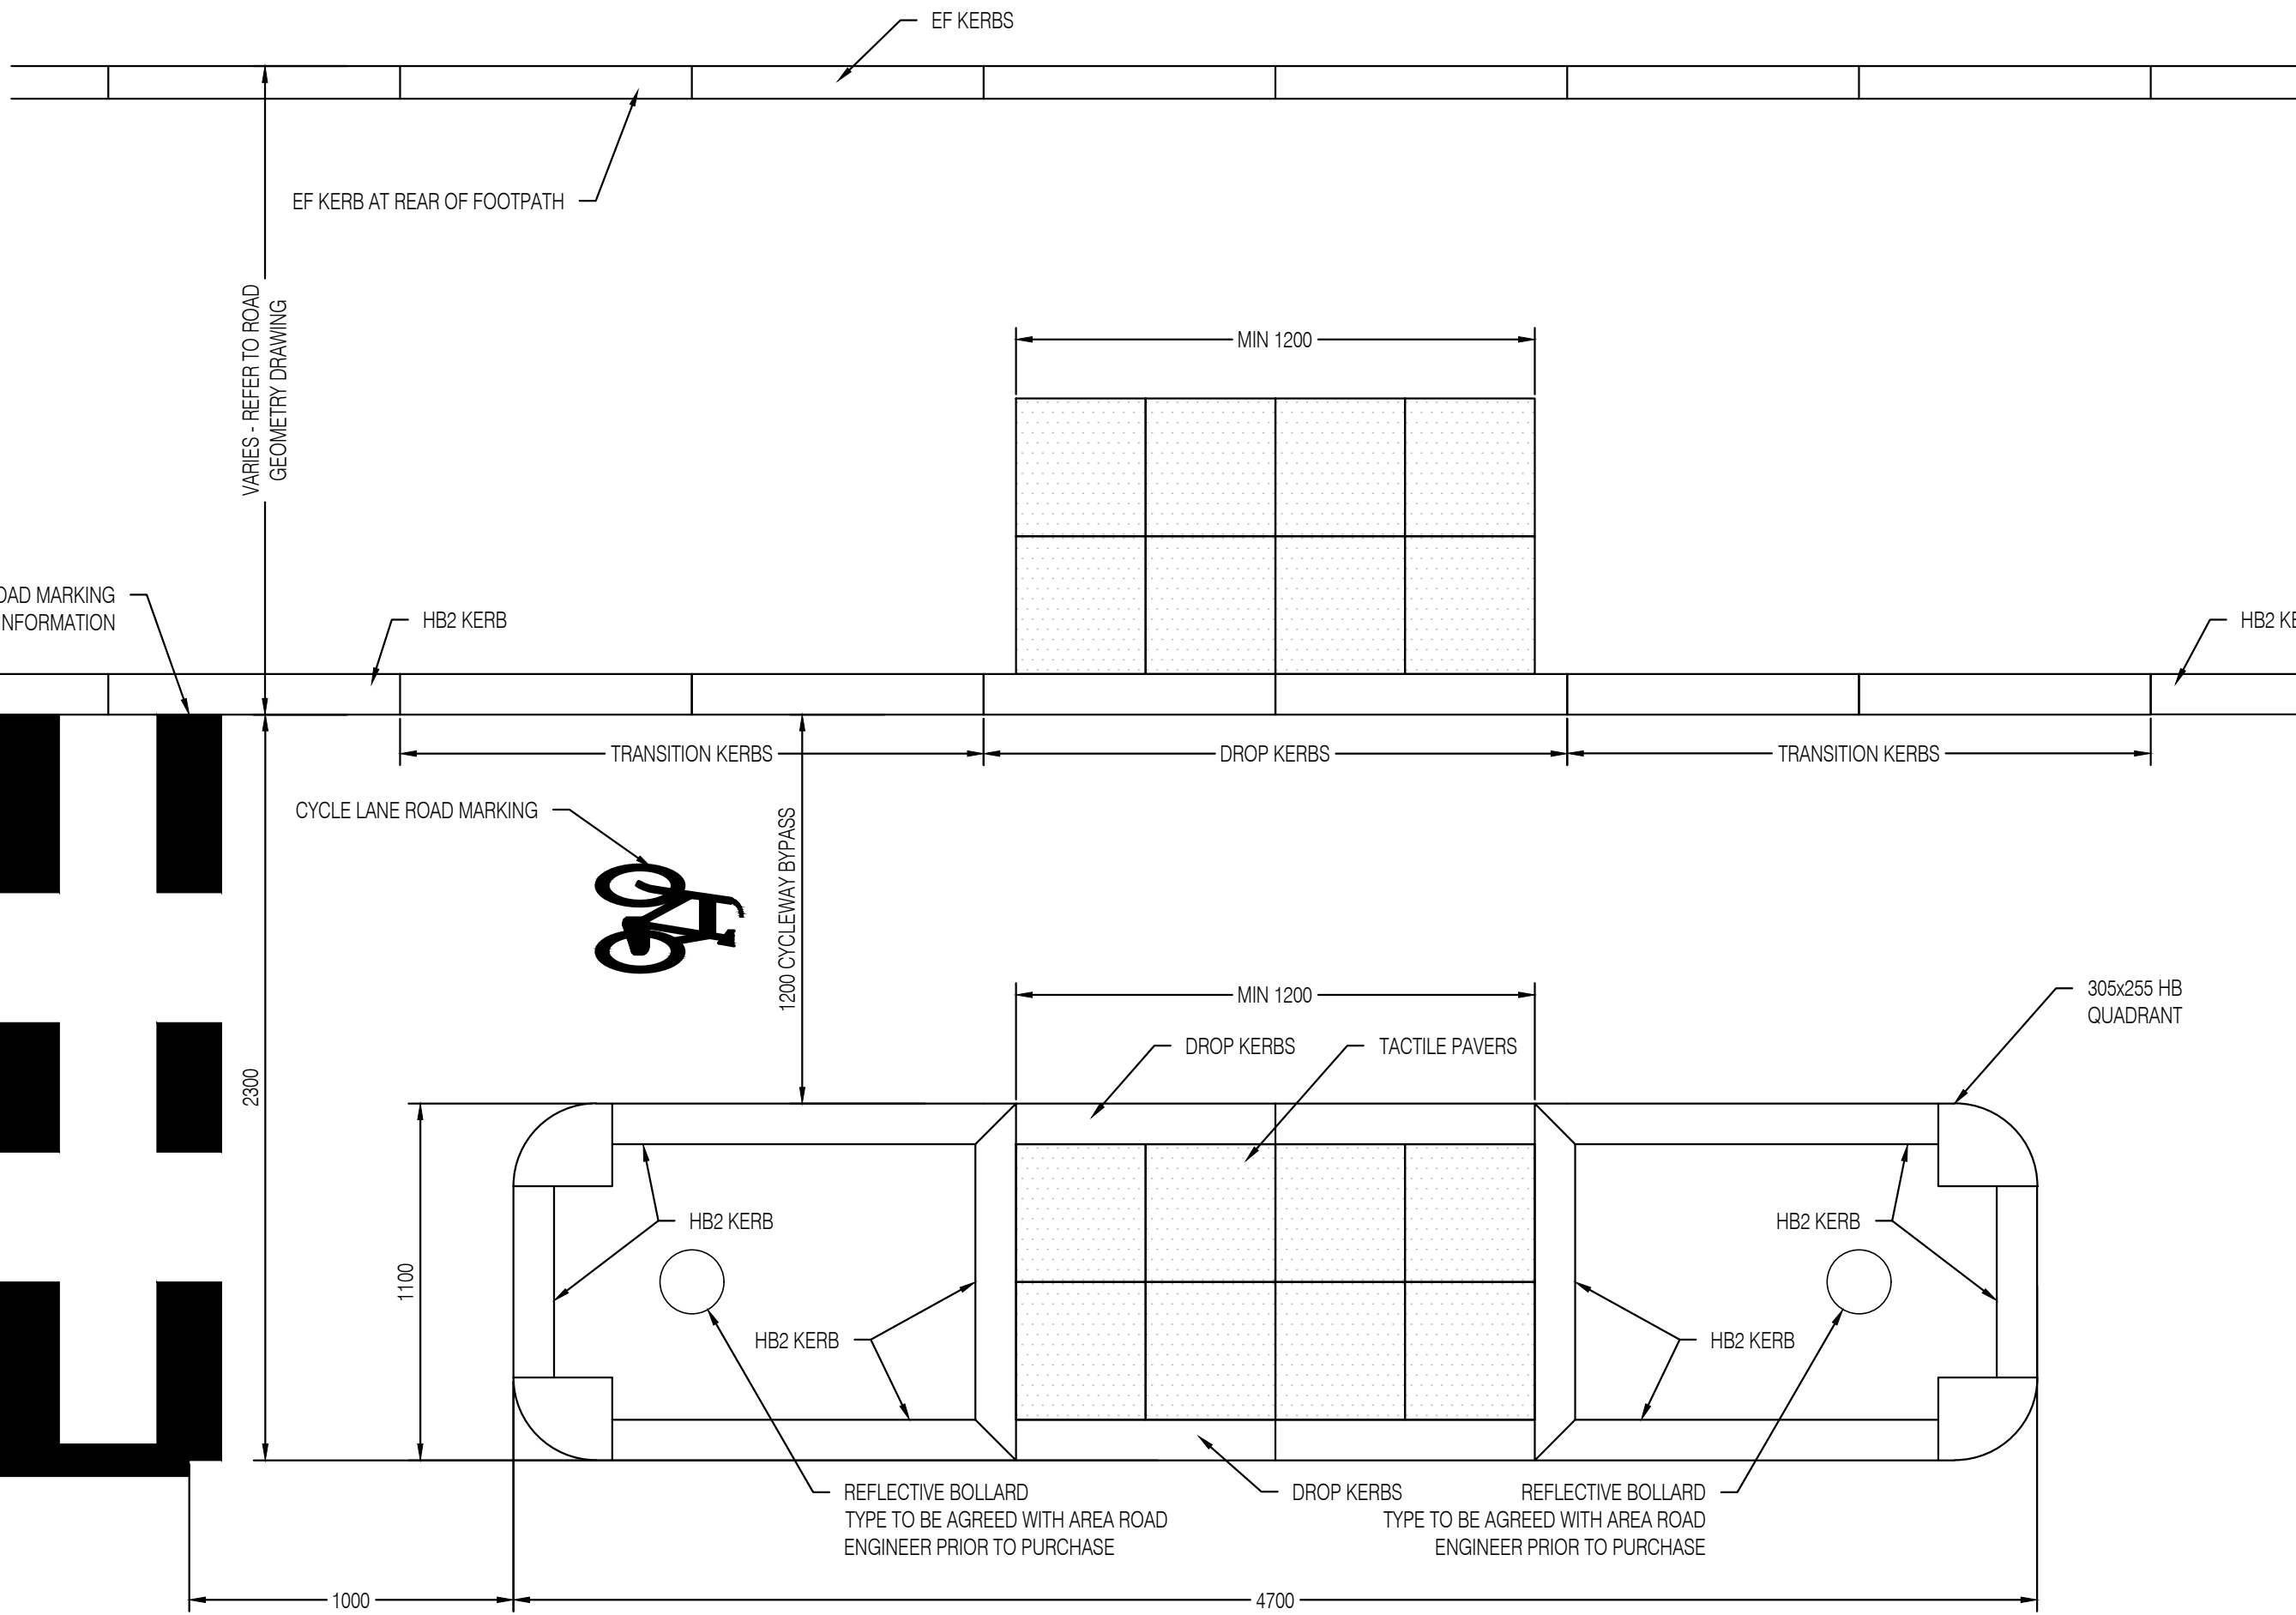 EF KERBS
EF KERB AT REAR OF FOOTPATH
VARIES - REFER TO ROAD
GEOMETRY DRAWING
MIN 1200
MARKING
HB2 KERB
HB2
TRANSITION KERBS
DROP KERBS
TRANSITION KERBS
CYCLE LANE ROAD MARKING
1200 CYCLEWAY BYPASS
MIN 1200
305x255 HB
QUADRANT
DROP KERBS
TACTILE PAVERS
2300
1100
HB2 KERB
HB2 KERB
HB2 KERB
HB2 KERB
REFLECTIVE BOLLARD
TYPE TO BE AGREED WITH AREA ROAD
ENGINEER PRIOR TO PURCHASE
DROP KERBS
REFLECTIVE BOLLARD
TYPE TO BE AGREED WITH AREA ROAD
ENGINEER PRIOR TO PURCHASE
1000
4700